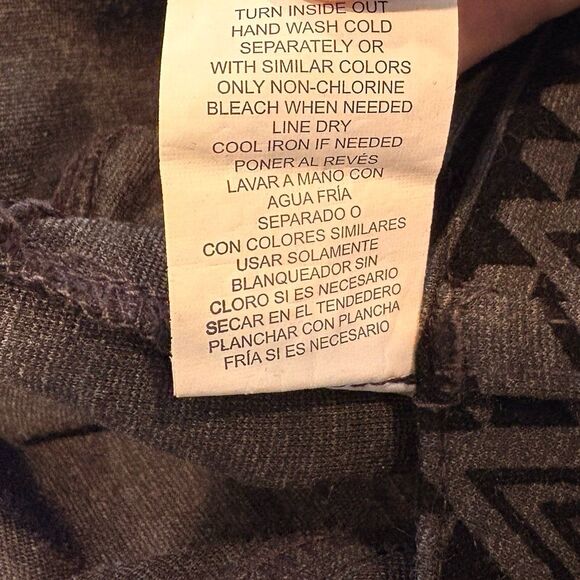 TURN INSIDE OUT
HAND WASH COLD
SEPARATELY OR
WITH SIMILAR COLORS
ONLY NON-CHLORINE
BLEACH WHEN NEEDED
LINE DRY
COOL IRON IF NEEDED
PONER AL REVÉS
LAVAR A MAÑO CON
AGUA FRÍA
SEPARADO O
CON COLORES SIMILARES
USAR SOLAMENTE
BLANQUEADOR SIN
CLORO SI ES NECESARIO
SECAR EN EL TENDEDERO
PLANCHAR CON PLANCHA
FRÍA SI ES NECESARIO